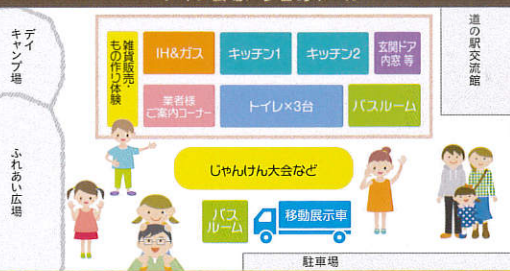 デイ
キャンプ場
雑貨販売・
もの作り体験
IH&ガス
キッチン1
キッチン2
玄関ドア
内窓 等
道の駅交流館
業者様
ご案内コーナー
トイレ×3台
バスルーム
ふれあい広場
じゃんけん大会など
バス
ルーム
移動展示車
駐車場